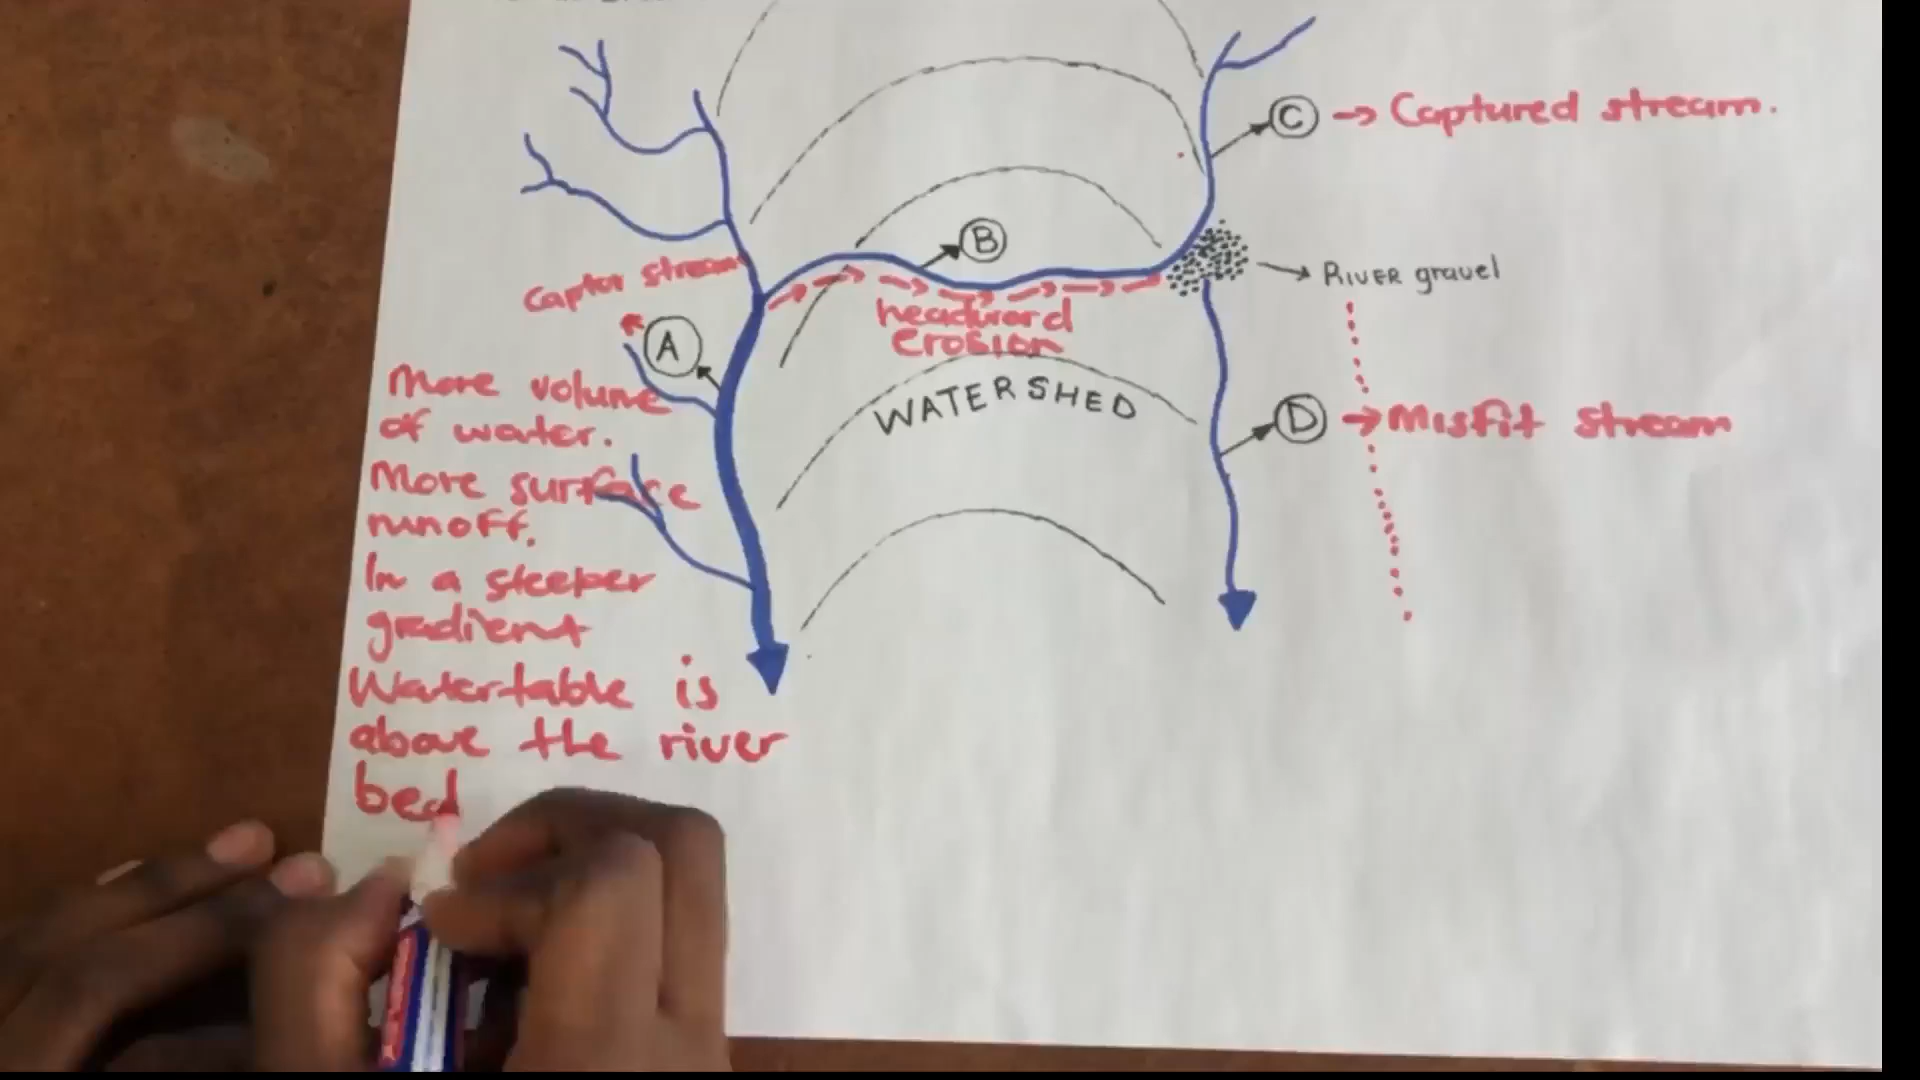 C → Captured stream.
B
captor stream
River gravel
headward
erosion
A
More volume
of water.
WATERSHED
D → Misfit stream
More surface
runoff.
In a steeper
gradient
Watertable is
above the river
bed